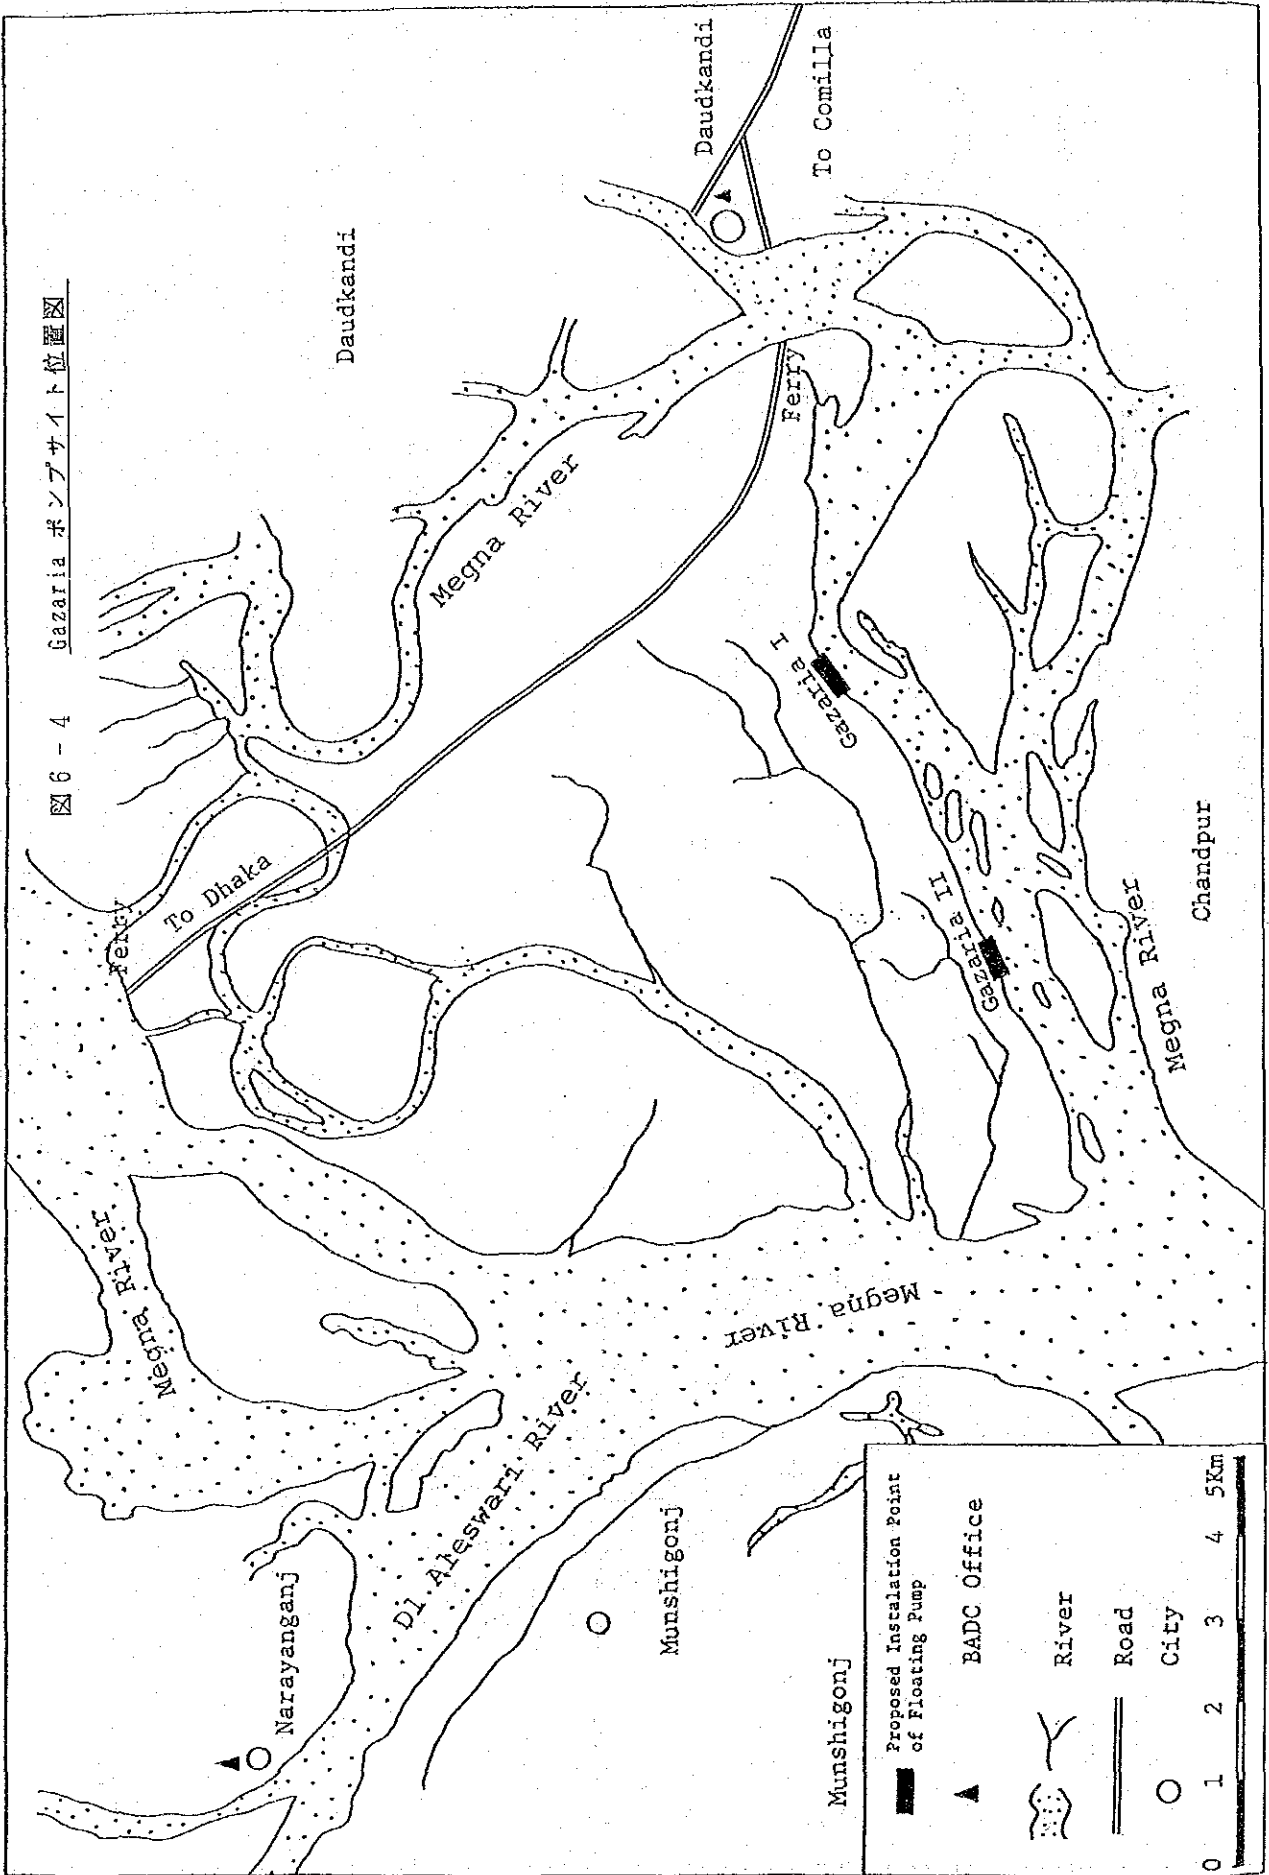 図6-4 Gazaria ポンプサイト位置図
Daudkandi
Daudkandi
To Comilla
Ferry
Megna River
To Dhaka
Ferry
Gazaria I
Gazaria II
Chandpur
Megna River
Megna River
Megna River
Dl. Aleswari River
Narayanganj
Munshigonj
Munshigonj
Proposed Instalation Point
of Floating Pump
BADC Office
River
Road
City
0 1 2 3 4 5Km